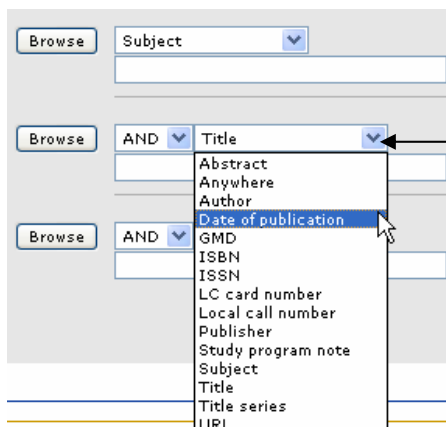 Browse Subject
Browse AND Title
Abstract
Anywhere
Author
Date of publication
Browse AND GMD
ISBN
ISSN
LC card number
Local call number
Publisher
Study program note
Subject
Title
Title series
URL